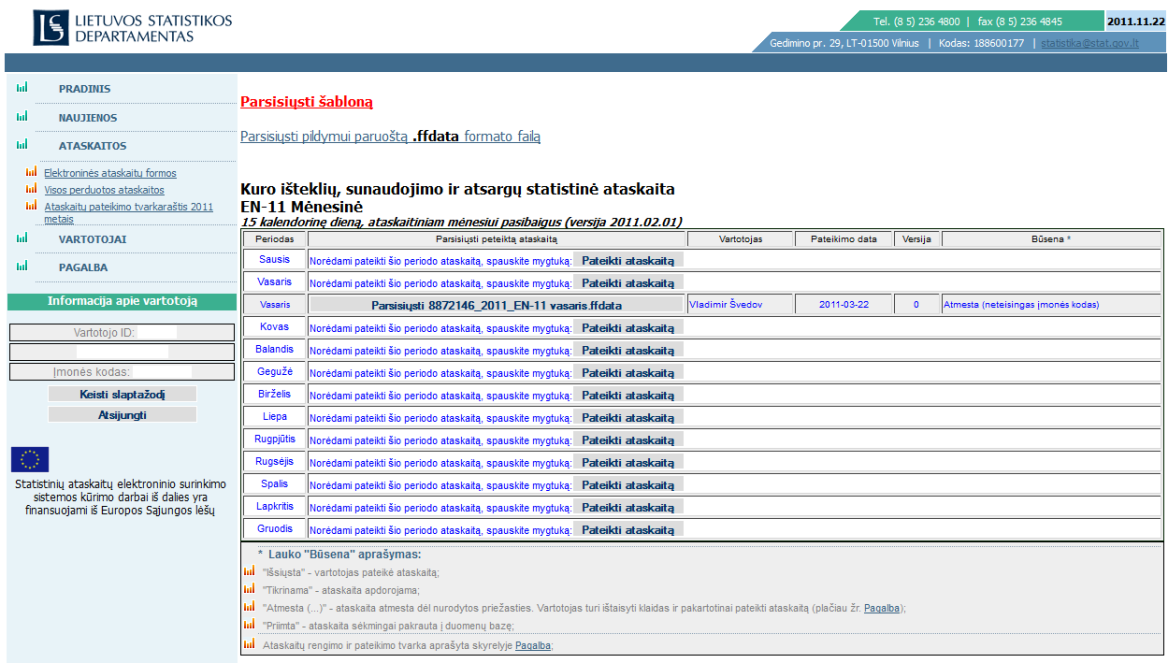 LIETUVOS STATISTIKOS
DEPARTAMENTAS
Tel. (8 5) 236 4800 | fax (8 5) 236 4845
2011.11.22
Gedimino pr. 29, LT-01500 Vilnius | Kodas: 188600177 | statistika@stat.gov.lt
PRADINIS
NAUJIENOS
ATASKAITOS
Elektroninės ataskaitų formos
Visos perduotos ataskaitos
Ataskaitų pateikimo tvarkaraštis 2011
metais
VARTOTOJAI
PAGALBA
Informacija apie vartotoją
Vartotojo ID:
Įmonės kodas:
Keisti slaptažodį
Atsijungti
Statistinių ataskaitų elektroninio surinkimo
sistemos kūrimo darbai iš dalies yra
finansuojami iš Europos Sąjungos lėšų
Parsisiųsti šabloną
Parsisiųsti pildymui paruoštą .ffdata formato failą
Kuro išteklių, sunaudojimo ir atsargų statistinė ataskaita
EN-11 Mėnesinė
15 kalendorinę dieną, ataskaitiniam mėnesiui pasibaigus (versija 2011.02.01)
Periodas Parsisiųsti peteiktą ataskaitą Vartotojas Pateikimo data Versija Būsena *
Sausis Norėdami pateikti šio periodo ataskaitą, spauskite mygtuką: Pateikti ataskaitą
Vasaris Norėdami pateikti šio periodo ataskaitą, spauskite mygtuką: Pateikti ataskaitą
Vasaris Parsisiųsti 8872146_2011_EN-11 vasaris.ffdata Vladimir Švedov 2011-03-22 0 Atmesta (neteisingas įmonės kodas)
Kovas Norėdami pateikti šio periodo ataskaitą, spauskite mygtuką: Pateikti ataskaitą
Balandis Norėdami pateikti šio periodo ataskaitą, spauskite mygtuką: Pateikti ataskaitą
Gegužė Norėdami pateikti šio periodo ataskaitą, spauskite mygtuką: Pateikti ataskaitą
Birželis Norėdami pateikti šio periodo ataskaitą, spauskite mygtuką: Pateikti ataskaitą
Liepa Norėdami pateikti šio periodo ataskaitą, spauskite mygtuką: Pateikti ataskaitą
Rugpjūtis Norėdami pateikti šio periodo ataskaitą, spauskite mygtuką: Pateikti ataskaitą
Rugsėjis Norėdami pateikti šio periodo ataskaitą, spauskite mygtuką: Pateikti ataskaitą
Spalis Norėdami pateikti šio periodo ataskaitą, spauskite mygtuką: Pateikti ataskaitą
Lapkritis Norėdami pateikti šio periodo ataskaitą, spauskite mygtuką: Pateikti ataskaitą
Gruodis Norėdami pateikti šio periodo ataskaitą, spauskite mygtuką: Pateikti ataskaitą
* Lauko "Būsena" aprašymas:
"Išsiųsta" - vartotojas pateikė ataskaitą;
"Tikrinama" - ataskaita apdorojama;
"Atmesta (...)" - ataskaita atmesta dėl nurodytos priežasties. Vartotojas turi ištaisyti klaidas ir pakartotinai pateikti ataskaitą (plačiau žr. Pagalba);
"Priimta" - ataskaita sėkmingai pakrauta į duomenų bazę;
Ataskaitų rengimo ir pateikimo tvarka aprašyta skyrelyje Pagalba;